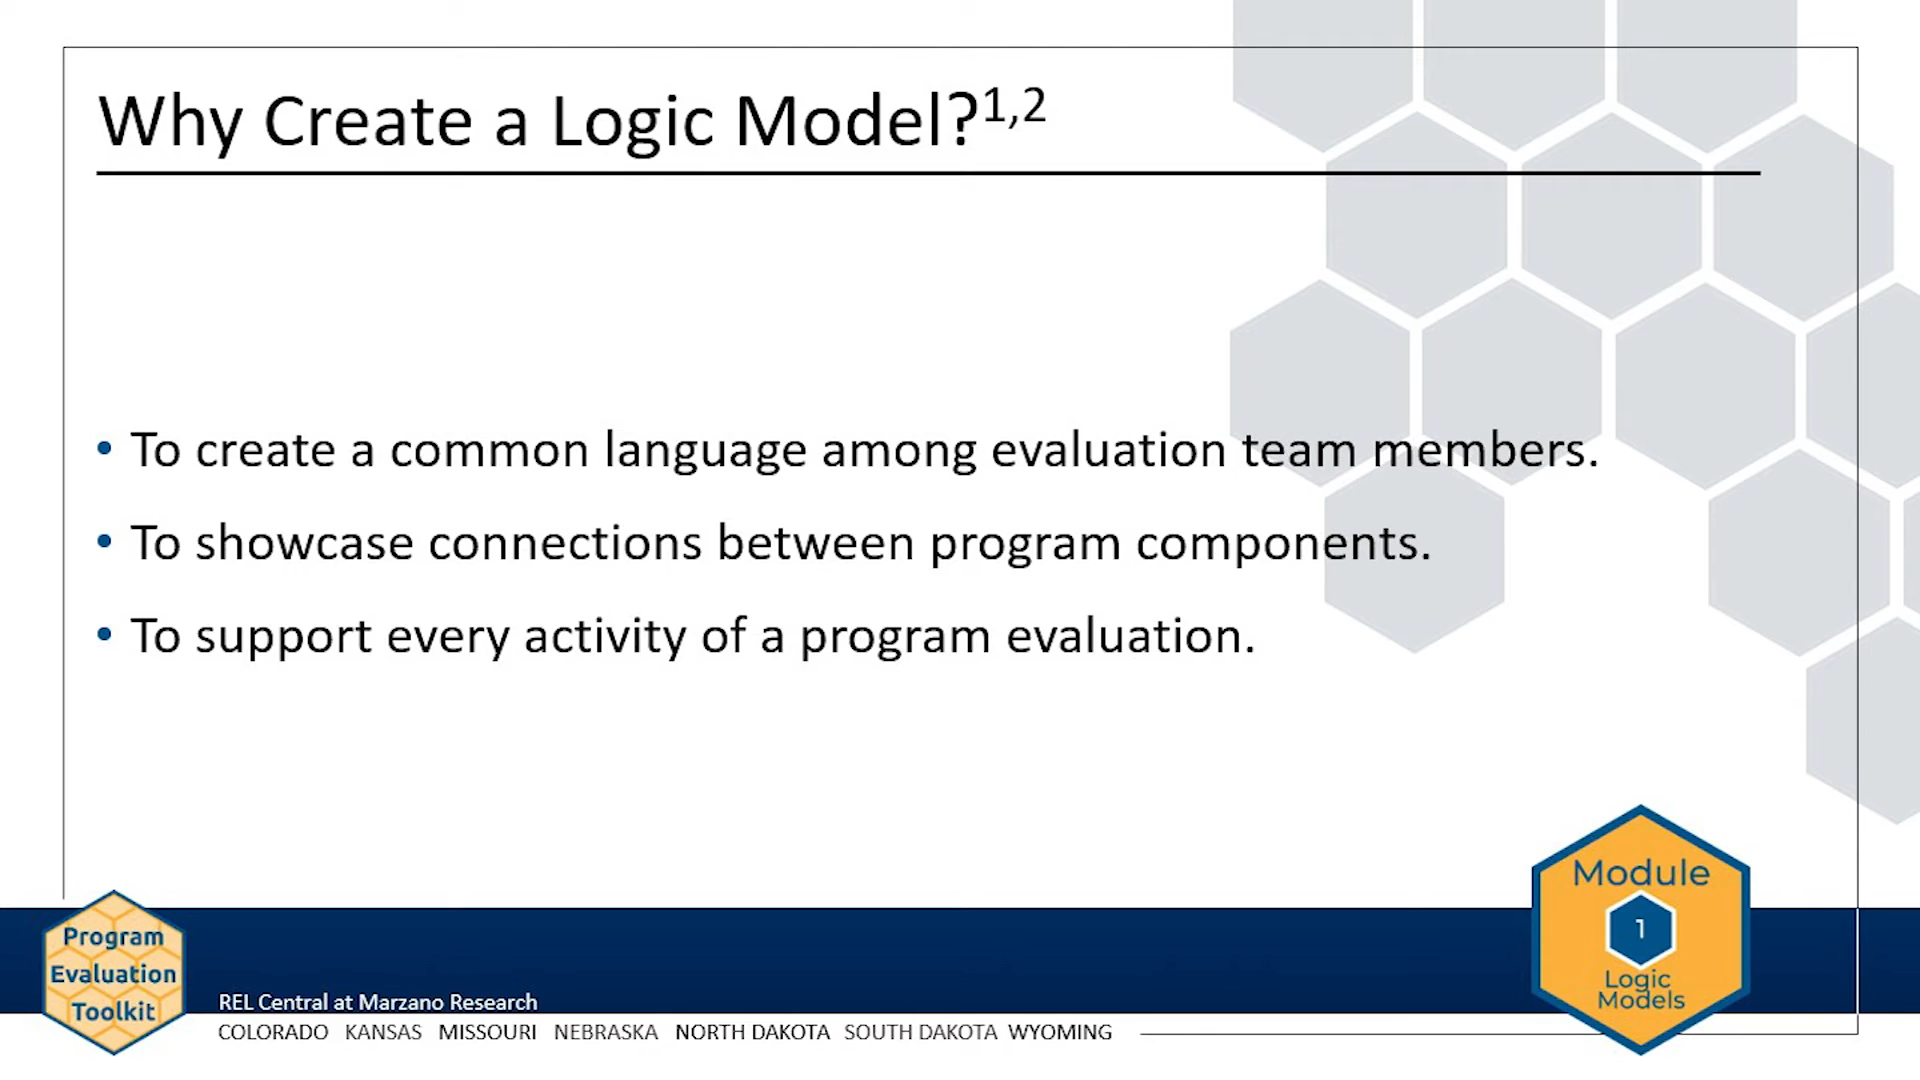 Why Create a Logic Model?1,2
• To create a common language among evaluation team members.
• To showcase connections between program components.
• To support every activity of a program evaluation.
Module
1
Logic
Models
Program
Evaluation
Toolkit
REL Central at Marzano Research
COLORADO KANSAS MISSOURI NEBRASKA NORTH DAKOTA SOUTH DAKOTA WYOMING